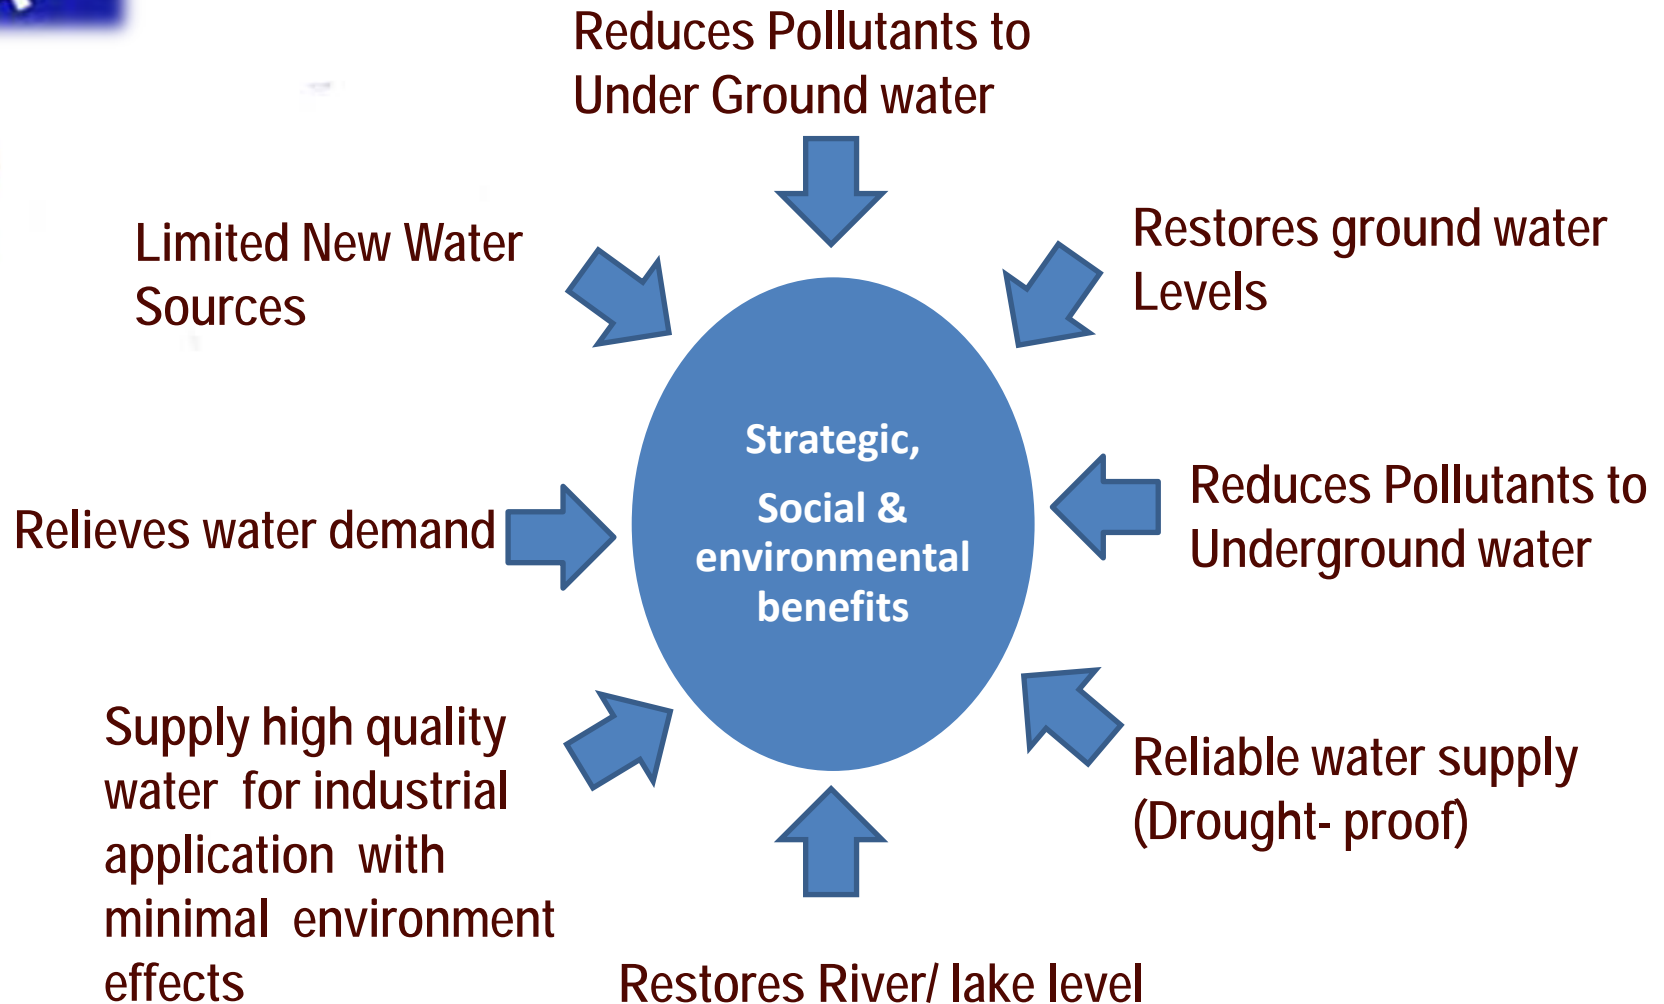 Reduces Pollutants to
Under Ground water
Limited New Water
Sources
Restores ground water
Levels
Strategic,
Social &
environmental
benefits
Relieves water demand
Reduces Pollutants to
Underground water
Supply high quality
water for industrial
application with
minimal environment
effects
Reliable water supply
(Drought- proof)
Restores River/ lake level